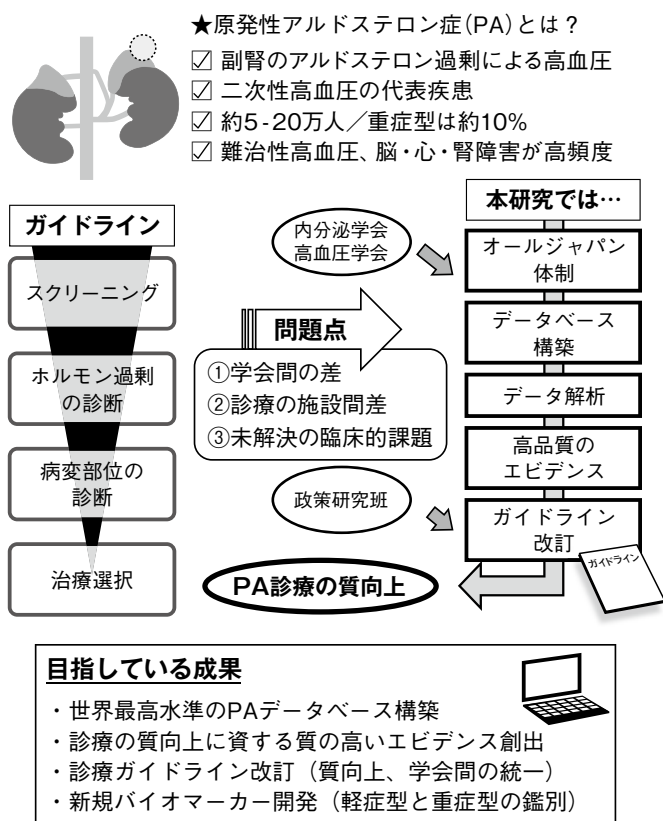 ★原発性アルドステロン症（PA）とは？
☑ 副腎のアルドステロン過剰による高血圧
☑ 二次性高血圧の代表疾患
☑ 約5-20万人／重症型は約10%
☑ 難治性高血圧、脳・心・腎障害が高頻度
ガイドライン
スクリーニング
ホルモン過剰
の診断
病変部位の
診断
治療選択
内分泌学会
高血圧学会
問題点
①学会間の差
②診療の施設間差
③未解決の臨床的課題
政策研究班
PA診療の質向上
本研究では…
オールジャパン
体制
データベース
構築
データ解析
高品質の
エビデンス
ガイドライン
改訂
ガイドライン
目指している成果
・世界最高水準のPAデータベース構築
・診療の質向上に資する質の高いエビデンス創出
・診療ガイドライン改訂（質向上、学会間の統一）
・新規バイオマーカー開発（軽症型と重症型の鑑別）